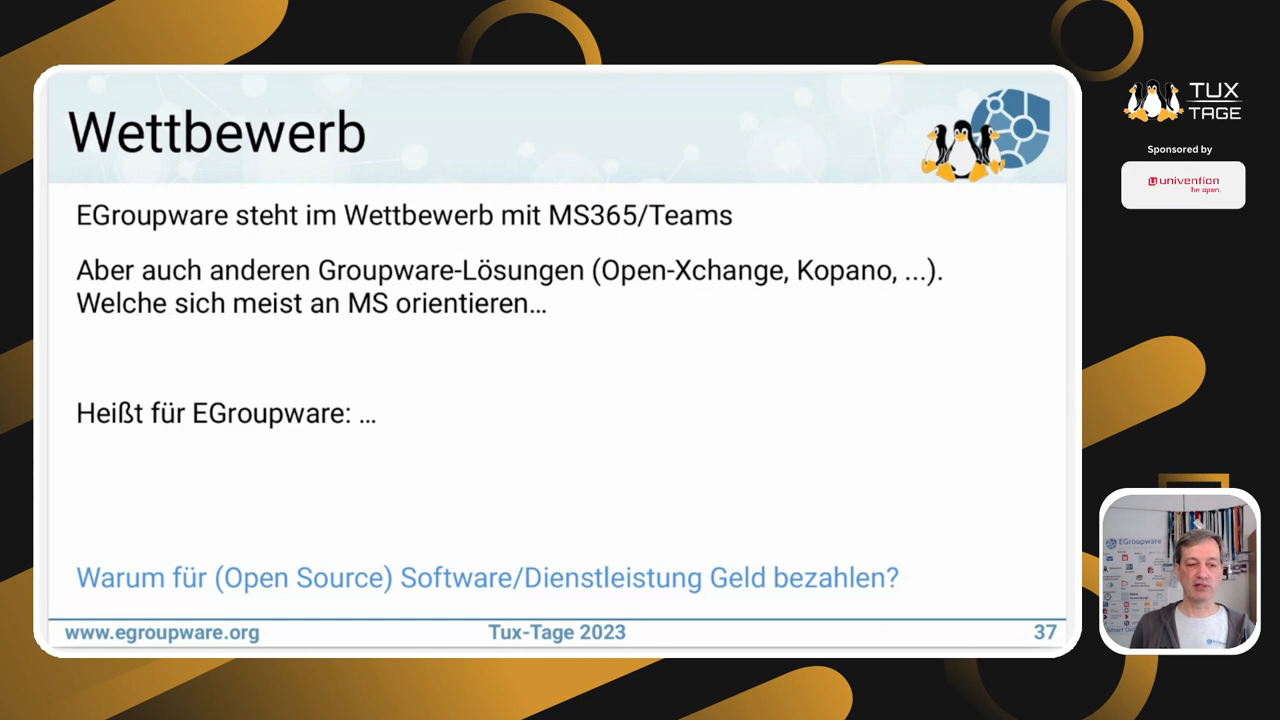 Wettbewerb
EGroupware steht im Wettbewerb mit MS365/Teams
Aber auch anderen Groupware-Lösungen (Open-Xchange, Kopano, ...).
Welche sich meist an MS orientieren…
Heißt für EGroupware: …
Warum für (Open Source) Software/Dienstleistung Geld bezahlen?
www.egroupware.org
Tux-Tage 2023
37
TUX
TAGE
Sponsored by
univention
be open.
EGroupware